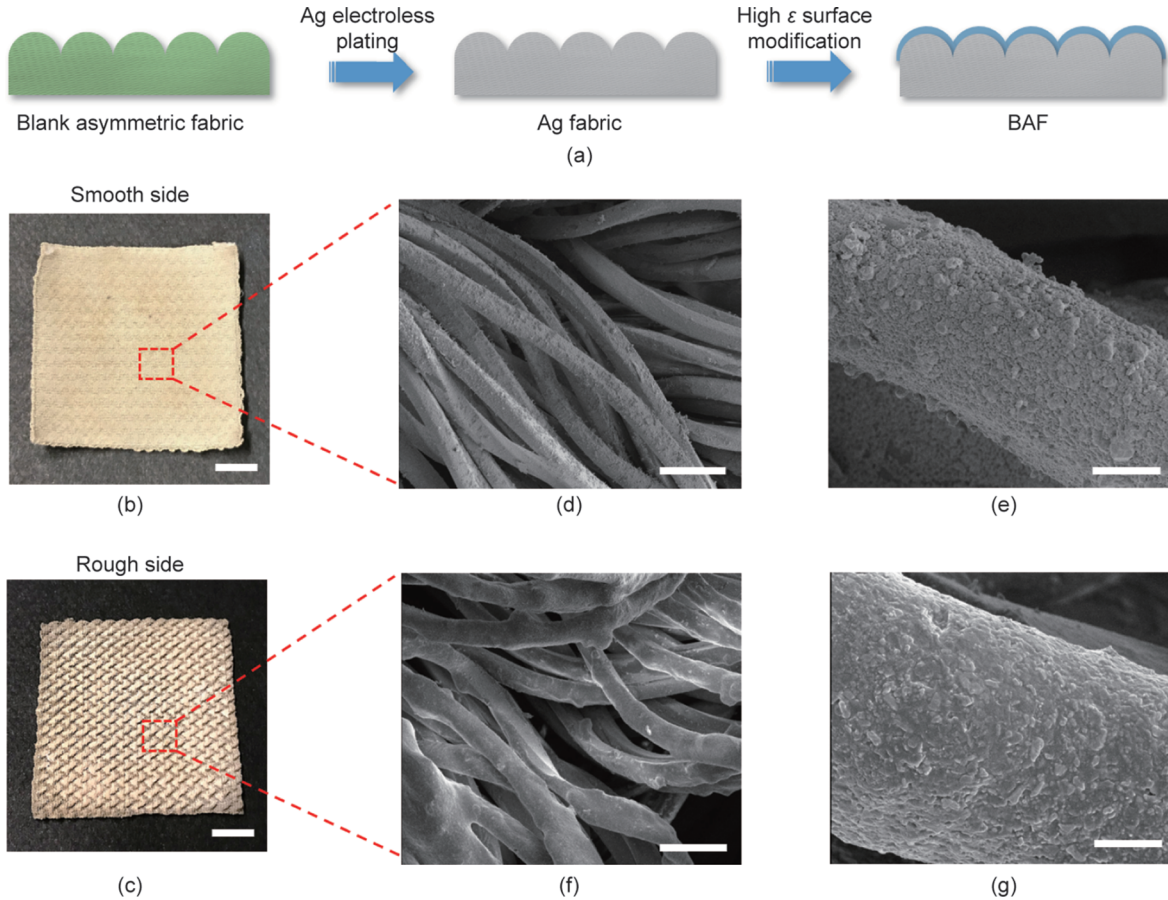 Ag electroless
plating
High ε surface
modification
Blank asymmetric fabric
Ag fabric
BAF
(a)
Smooth side
(b)
(d)
(e)
Rough side
(c)
(f)
(g)